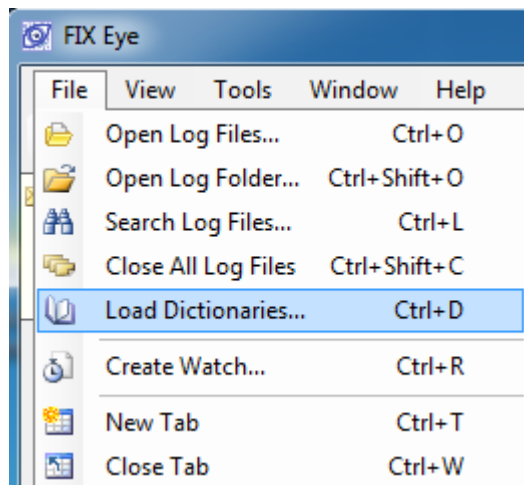 FIX Eye
File View Tools Window Help
Open Log Files... Ctrl+O
Open Log Folder... Ctrl+Shift+O
Search Log Files... Ctrl+L
Close All Log Files Ctrl+Shift+C
Load Dictionaries... Ctrl+D
Create Watch... Ctrl+R
New Tab Ctrl+T
Close Tab Ctrl+W